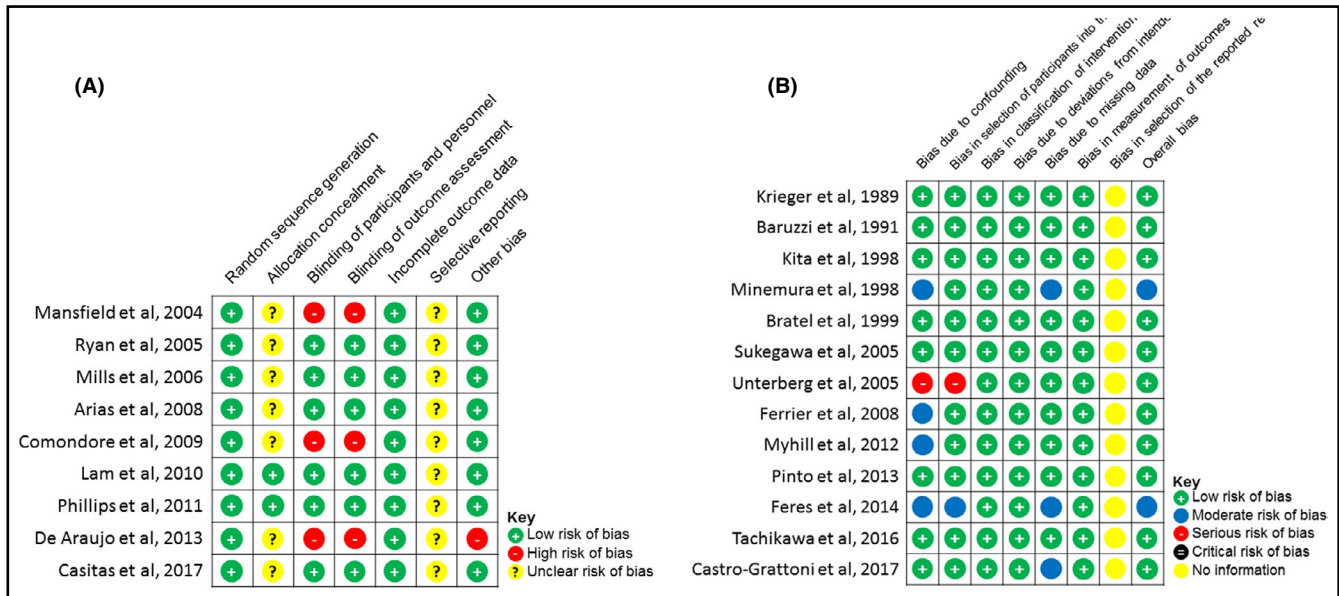 (A)
Random sequence generation
Allocation concealment
Blinding of participants and personnel
Blinding of outcome assessment
Incomplete outcome data
Selective reporting
Other bias
Mansfield et al, 2004
+ ? - - + ? +
Ryan et al, 2005
+ ? + + + ? +
Mills et al, 2006
+ ? + + + ? +
Arias et al, 2008
+ ? + + + ? +
Comondore et al, 2009
+ ? - - + ? +
Lam et al, 2010
+ + + + + ? +
Phillips et al, 2011
+ + + + + ? +
De Araujo et al, 2013
+ ? - - + ? -
Casitas et al, 2017
+ ? + + + ? +
Key
+ Low risk of bias
- High risk of bias
? Unclear risk of bias
(B)
Bias due to confounding
Bias in selection of participants into
Bias in classification of intervention
Bias due to deviations from
Bias due to missing data
Bias in measurement of outcomes
Bias in selection of the reported
Overall bias
Krieger et al, 1989
+ + + + + + +
Baruzzi et al, 1991
+ + + + + + +
Kita et al, 1998
+ + + + + + +
Minemura et al, 1998
+ + + +
Bratel et al, 1999
+ + + + + + +
Sukegawa et al, 2005
+ + + + + + +
Unterberg et al, 2005
- - + + + + +
Ferrier et al, 2008
+ + + + + +
Myhill et al, 2012
+ + + + + +
Pinto et al, 2013
+ + + + + + +
Feres et al, 2014
+ + +
Tachikawa et al, 2016
+ + + + + + +
Castro-Grattoni et al, 2017
+ + + + + +
Key
+ Low risk of bias
Moderate risk of bias
- Serious risk of bias
Critical risk of bias
No information